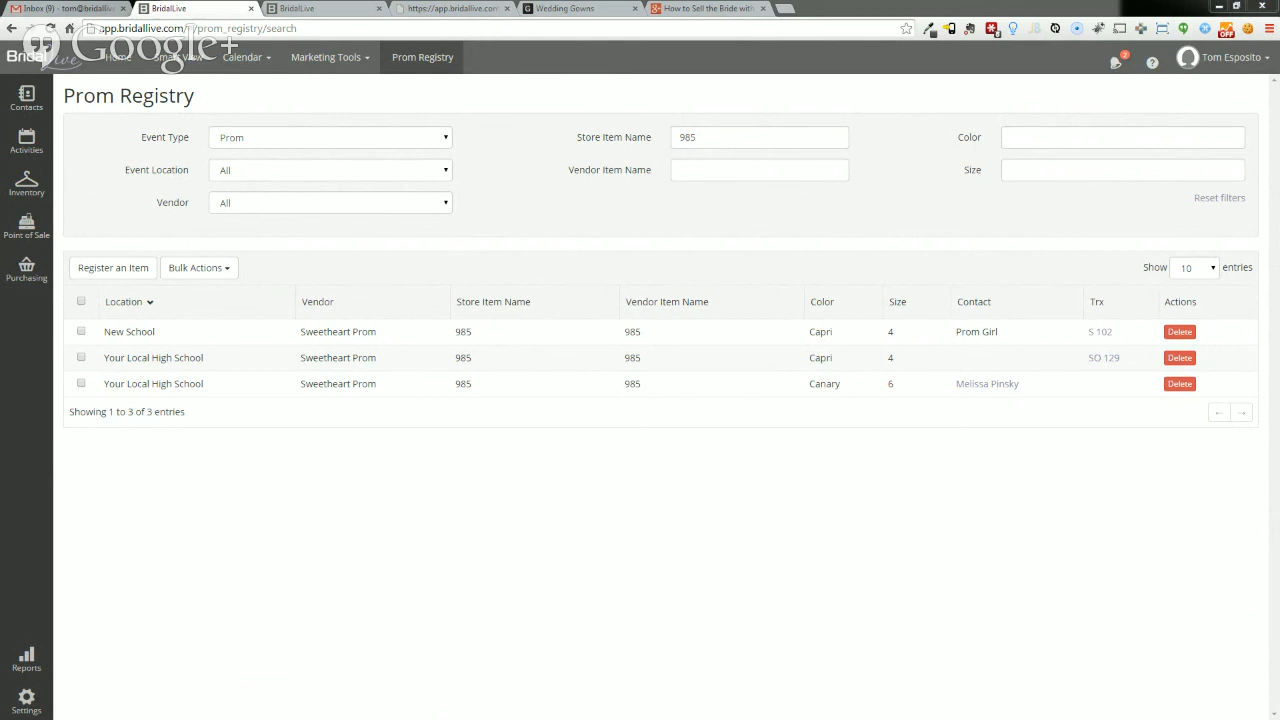 Inbox (9) - tom@bridallive
BridalLive
BridalLive
https://app.bridallive.com
Wedding Gowns
How to Sell the Bride with
app.bridallive.com/#/prom_registry/search
OFF
Google+
Bridal Live
Home
Calendar
Marketing Tools
Prom Registry
2
Tom Esposito
Contacts
Activities
Inventory
Point of Sale
Purchasing
Reports
Settings
Prom Registry
Event Type Prom Store Item Name 985 Color
Event Location All Vendor Item Name Size
Vendor All Reset filters
Register an Item Bulk Actions Show 10 entries
Location Vendor Store Item Name Vendor Item Name Color Size Contact Trx Actions
New School Sweetheart Prom 985 985 Capri 4 Prom Girl S 102 Delete
Your Local High School Sweetheart Prom 985 985 Capri 4 SO 129 Delete
Your Local High School Sweetheart Prom 985 985 Canary 6 Melissa Pinsky Delete
Showing 1 to 3 of 3 entries